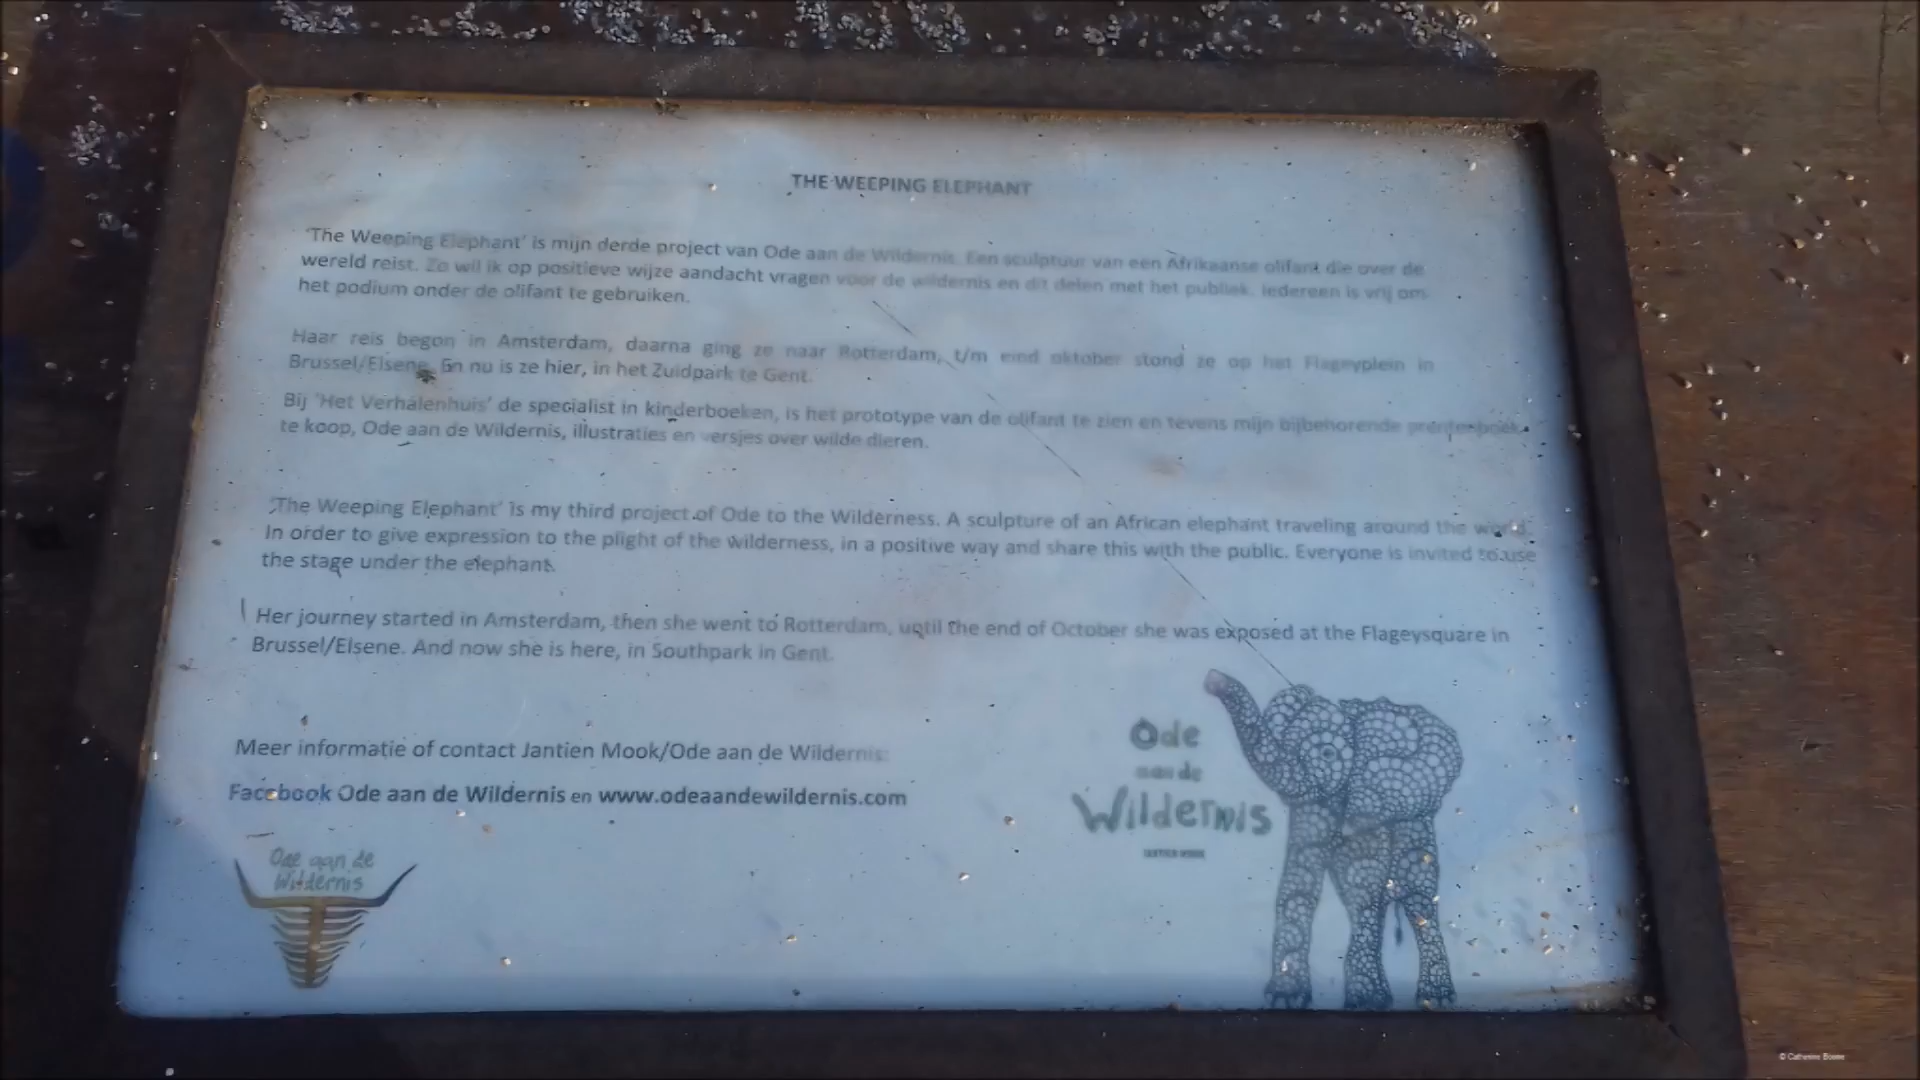 THE WEEPING ELEPHANT
'The Weeping Elephant' is mijn derde project van Ode aan de Wildernis. Een sculptuur van een Afrikaanse olifant die over de
wereld reist. Zo wil ik op positieve wijze aandacht vragen voor de wildernis en dit delen met het publiek. Iedereen is vrij om
het podium onder de olifant te gebruiken.
Haar reis begon in Amsterdam, daarna ging ze naar Rotterdam, t/m eind oktober stond ze op het Flageyplein in
Brussel/Elsene. En nu is ze hier, in het Zuidpark te Gent.
Bij 'Het Verhalenhuis' de specialist in kinderboeken, is het prototype van de olifant te zien en tevens mijn bijbehorende prentenboek
te koop, Ode aan de Wildernis, illustraties en versjes over wilde dieren.
'The Weeping Elephant' is my third project of Ode to the Wilderness. A sculpture of an African elephant traveling around the world.
In order to give expression to the plight of the wilderness, in a positive way and share this with the public. Everyone is invited to use
the stage under the elephant.
Her journey started in Amsterdam, then she went to Rotterdam, until the end of October she was exposed at the Flageysquare in
Brussel/Elsene. And now she is here, in Southpark in Gent.
Meer informatie of contact Jantien Mook/Ode aan de Wildernis:
Facebook Ode aan de Wildernis en www.odeaandewildernis.com
Ode aan de
Wildernis
Ode
aan de
Wildernis
JANTIEN MOOK
© Catherine